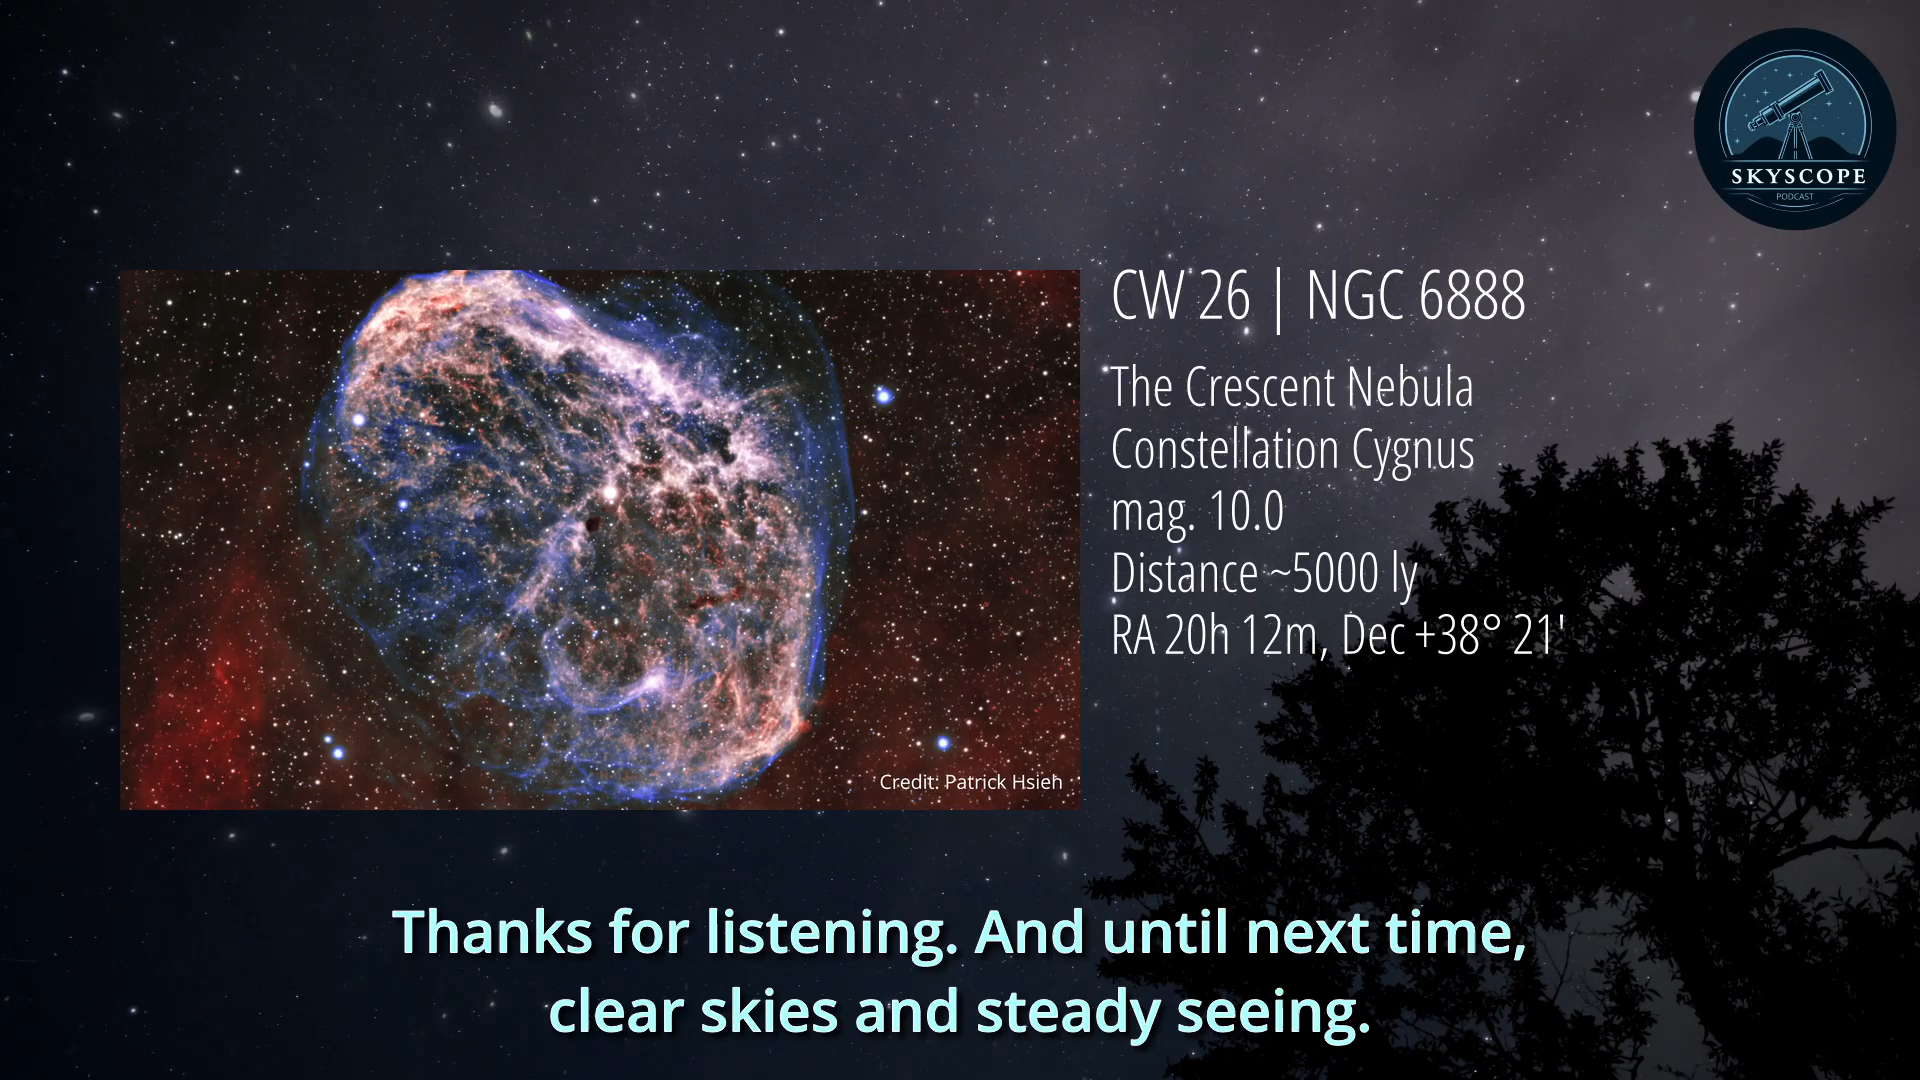 SKYSCOPE
PODCAST
CW 26 | NGC 6888
The Crescent Nebula
Constellation Cygnus
mag. 10.0
Distance ~5000 ly
RA 20h 12m, Dec +38° 21'
Credit: Patrick Hsieh
Thanks for listening. And until next time,
clear skies and steady seeing.